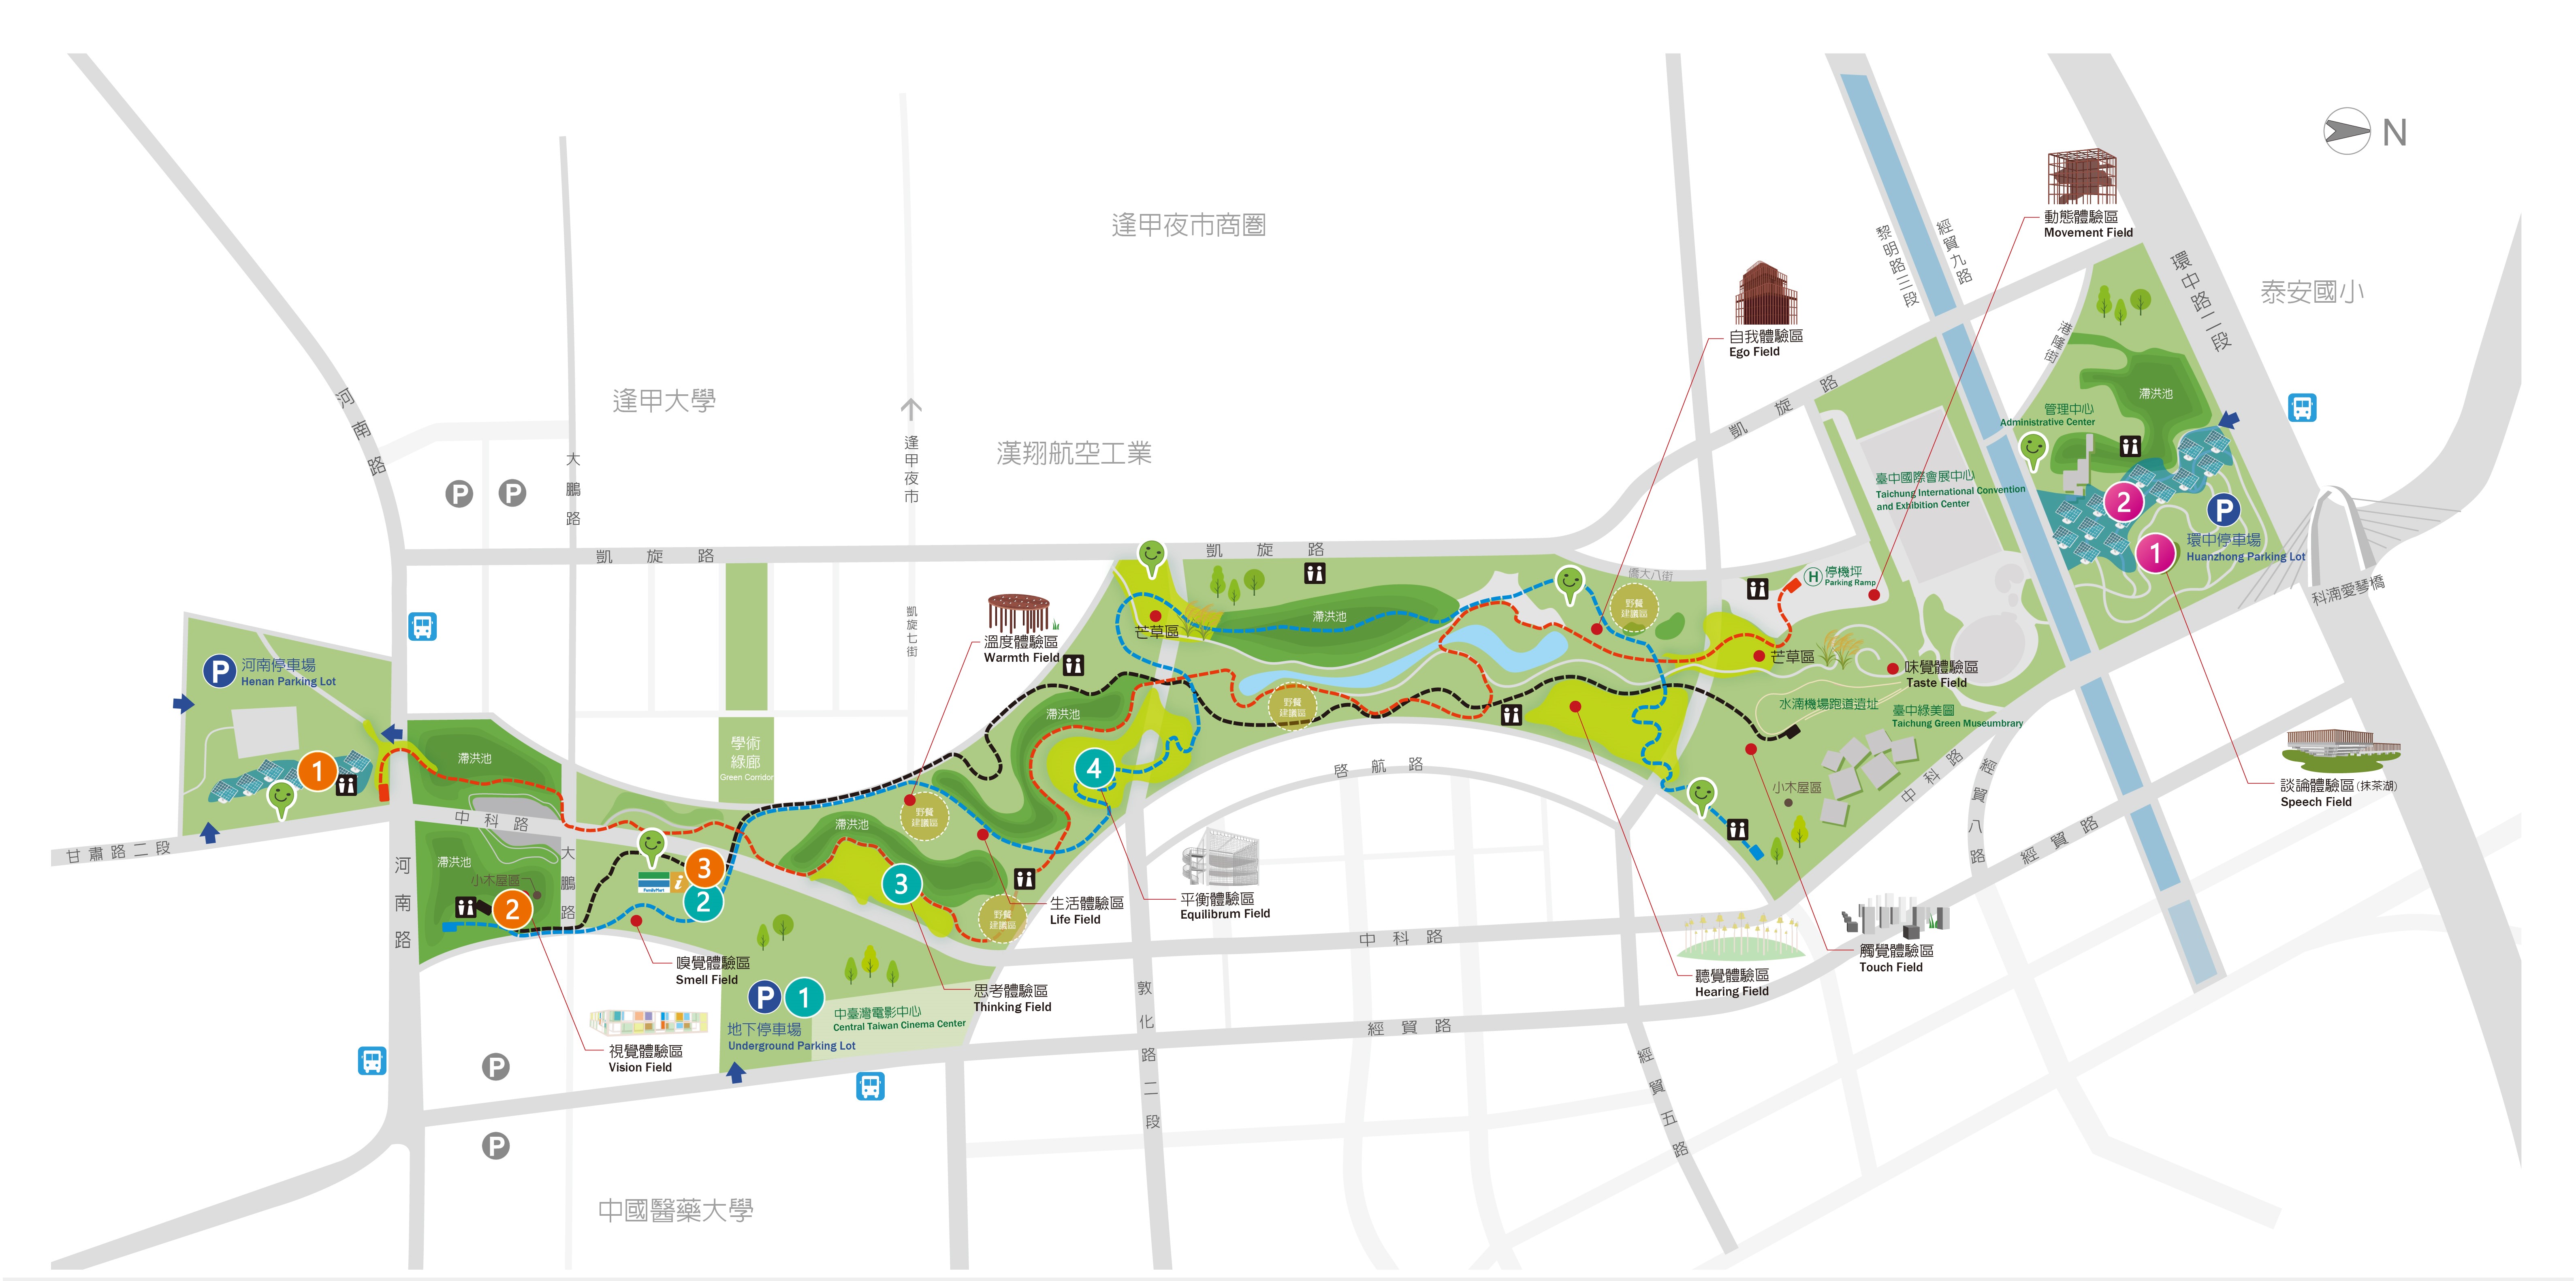 N
動態體驗區
Movement Field
逢甲夜市商圈
黎明路三段
經貿九路
環中路二段
泰安國小
自我體驗區
Ego Field
港隆街
逢甲大學
河南路
凱旋路
滯洪池
管理中心
Administrative Center
漢翔航空工業
逢甲夜市
大鵬路
臺中國際會展中心
Taichung International Convention
and Exhibition Center
P
P
2
P
環中停車場
Huanzhong Parking Lot
1
凱旋路
凱旋路
僑大八街
H
停機坪
Parking Ramp
科湳愛琴橋
野餐
建議區
滯洪池
凱旋七街
溫度體驗區
Warmth Field
芒草區
芒草區
味覺體驗區
Taste Field
P
河南停車場
Henan Parking Lot
水湳機場跑道遺址
臺中綠美圖
Taichung Green Museumbrary
野餐
建議區
滯洪池
學術
綠廊
Green Corridor
滯洪池
1
4
啓航路
小木屋區
中科路
經貿八路
談論體驗區(抹茶湖)
Speech Field
野餐
建議區
中科路
滯洪池
甘肅路二段
經貿路
滯洪池
河南路
小木屋區
大鵬路
3
FamilyMart
i
2
3
2
生活體驗區
Life Field
平衡體驗區
Equilibrum Field
野餐
建議區
中科路
嗅覺體驗區
Smell Field
觸覺體驗區
Touch Field
聽覺體驗區
Hearing Field
思考體驗區
Thinking Field
P
1
地下停車場
Underground Parking Lot
中臺灣電影中心
Central Taiwan Cinema Center
敦化路二段
經貿路
視覺體驗區
Vision Field
經貿五路
P
P
中國醫藥大學